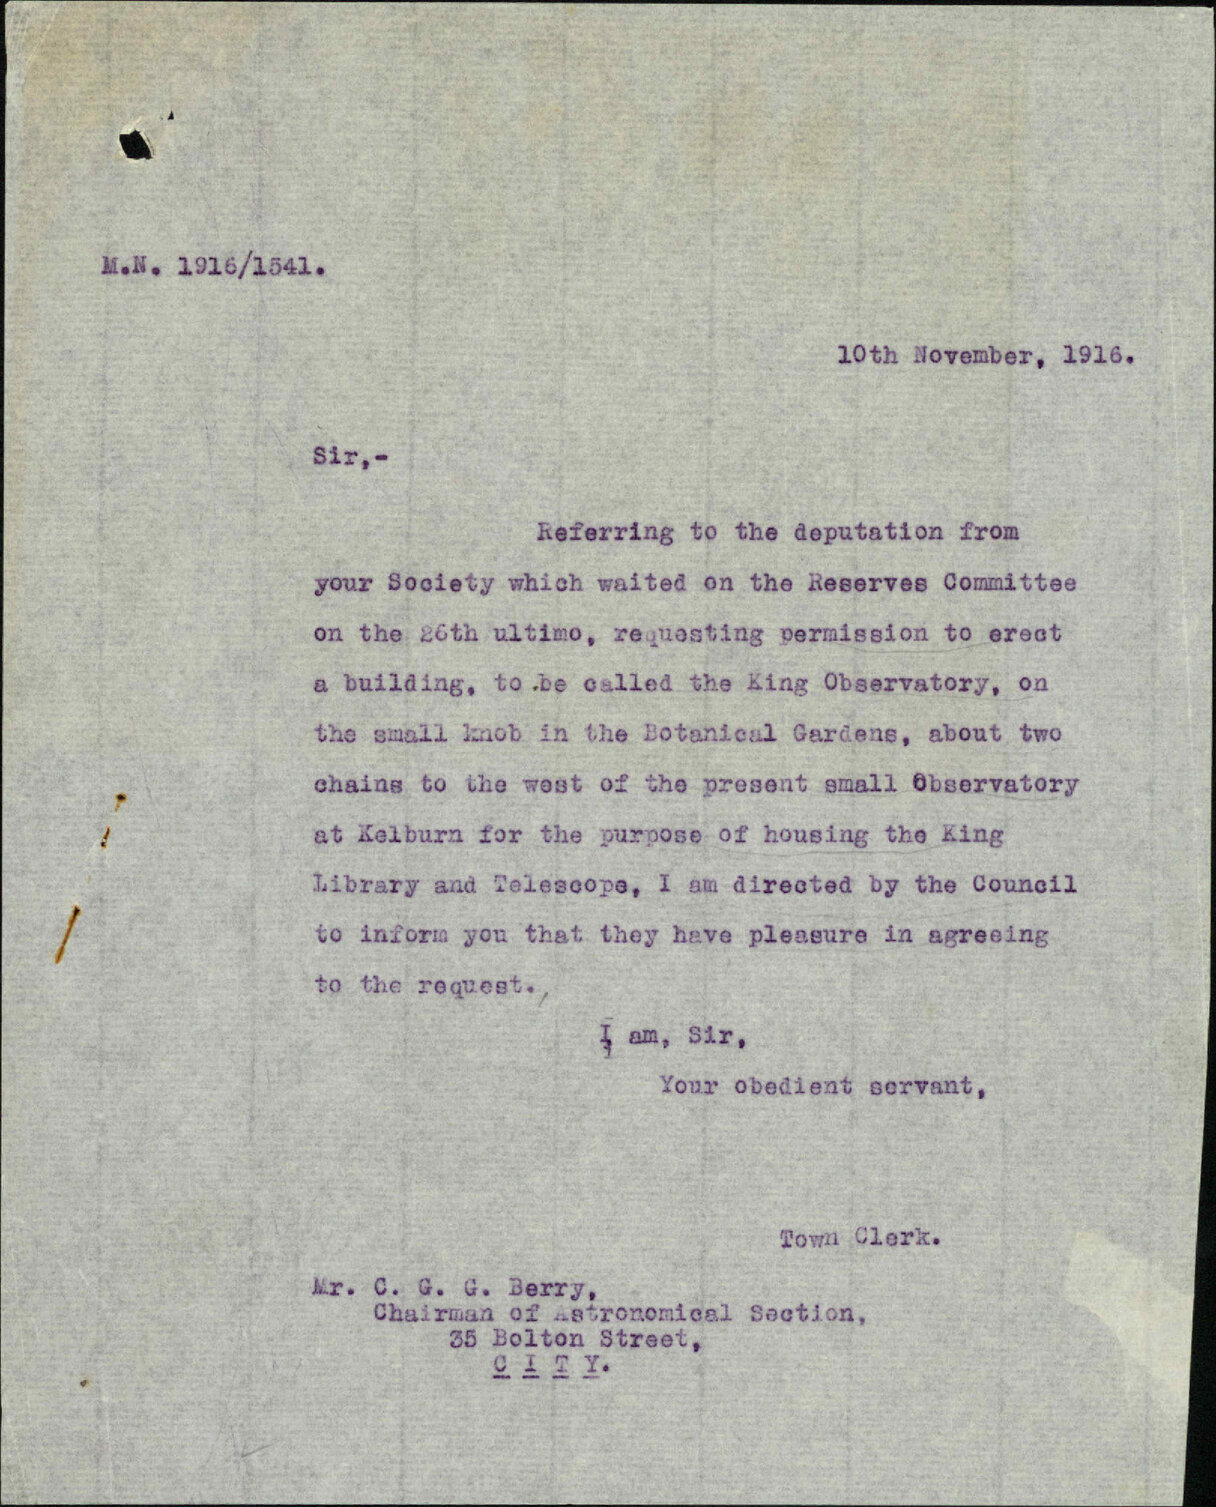 M.N. 1916/1541.
10th November, 1916.
Sir,-
Referring to the deputation from
your Society which waited on the Reserves Committee
on the 26th ultimo, requesting permission to erect
a building, to be called the King Observatory, on
the small knob in the Botanical Gardens, about two
chains to the west of the present small Observatory
at Kelburn for the purpose of housing the King
Library and Telescope, I am directed by the Council
to inform you that they have pleasure in agreeing
to the request.
I am, Sir,
Your obedient servant,
Town Clerk.
Mr. C. G. G. Berry,
Chairman of Astronomical Section,
35 Bolton Street,
C I T Y.